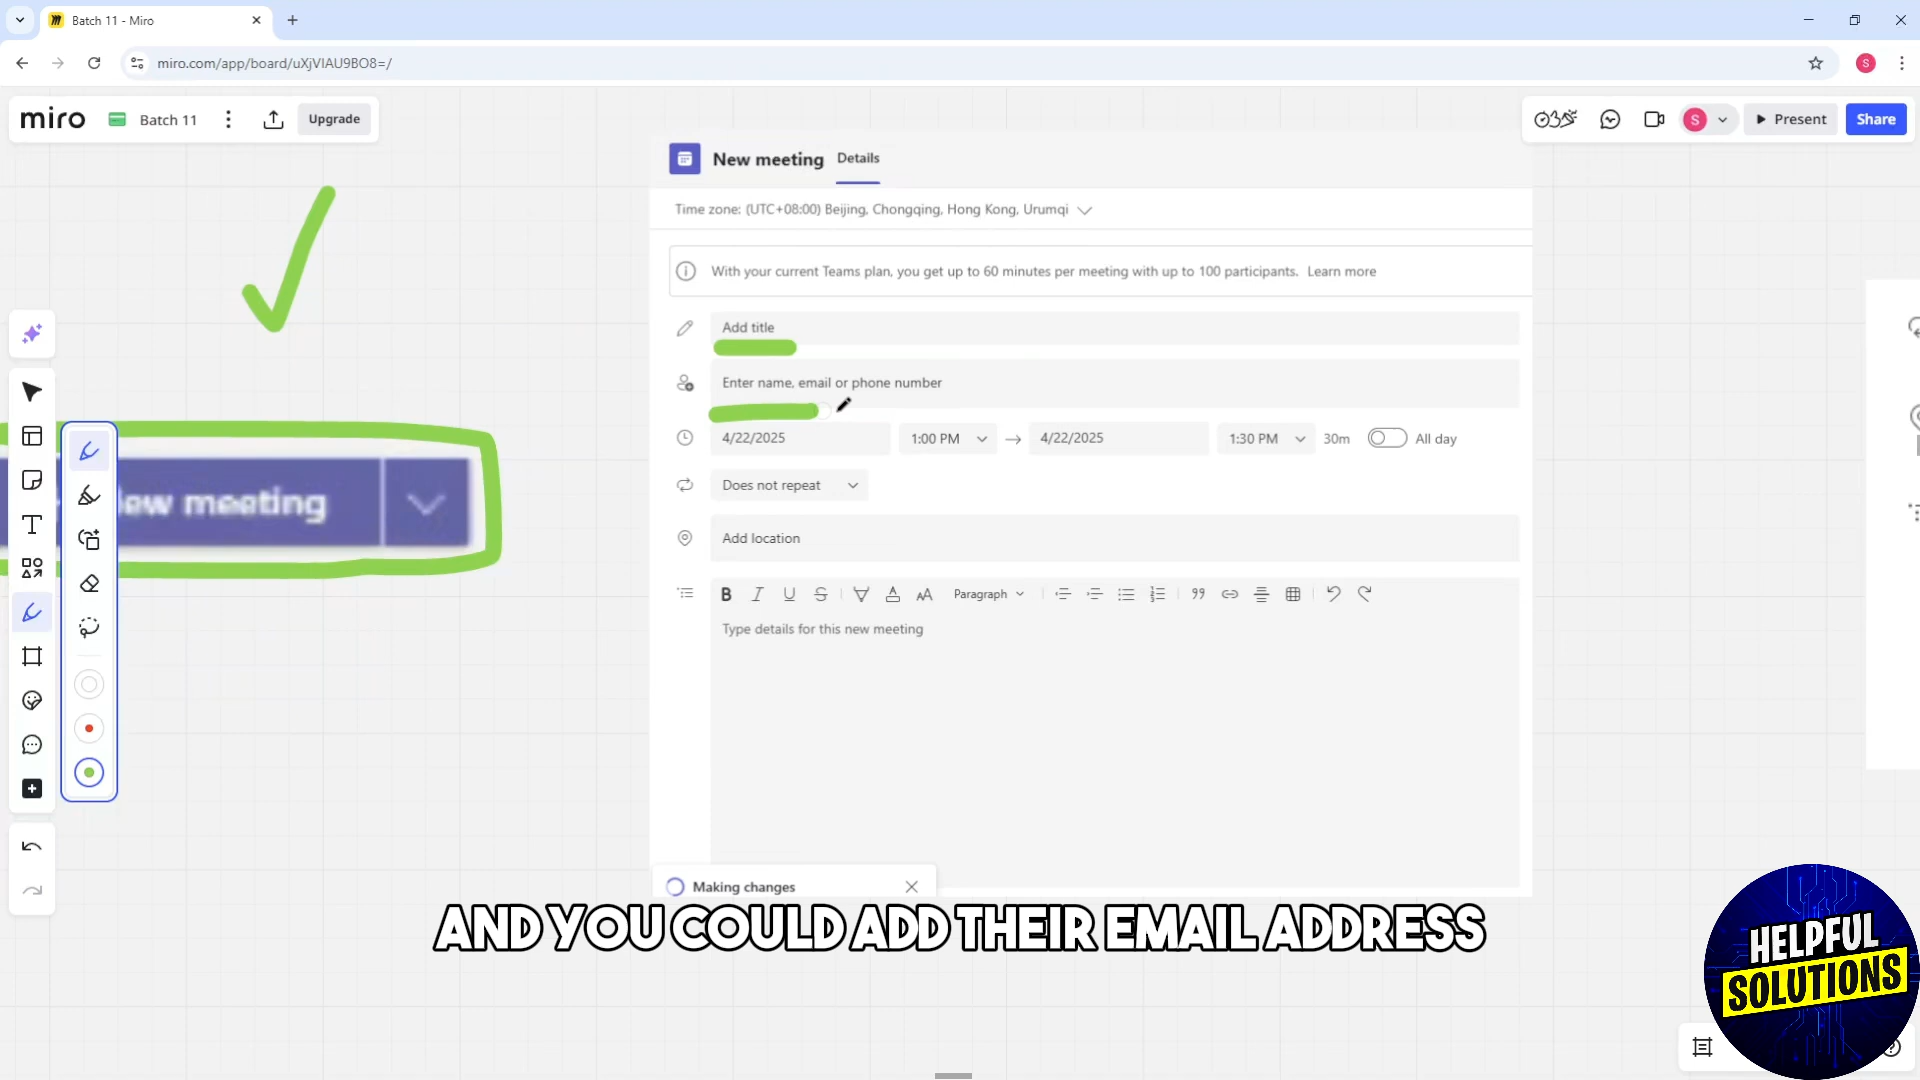 Batch 11 - Miro
miro.com/app/board/uXjVIAU9BO8=/
S
miro
Batch 11
Upgrade
S
Present
Share
New meeting
Details
Time zone: (UTC+08:00) Beijing, Chongqing, Hong Kong, Urumqi
With your current Teams plan, you get up to 60 minutes per meeting with up to 100 participants. Learn more
Add title
Enter name, email or phone number
4/22/2025
1:00 PM
4/22/2025
1:30 PM
30m
All day
Does not repeat
Add location
New meeting
B I U S
AA
Paragraph
Type details for this new meeting
Making changes
AND YOU COULD ADD THEIR EMAIL ADDRESS
HELPFUL
SOLUTIONS